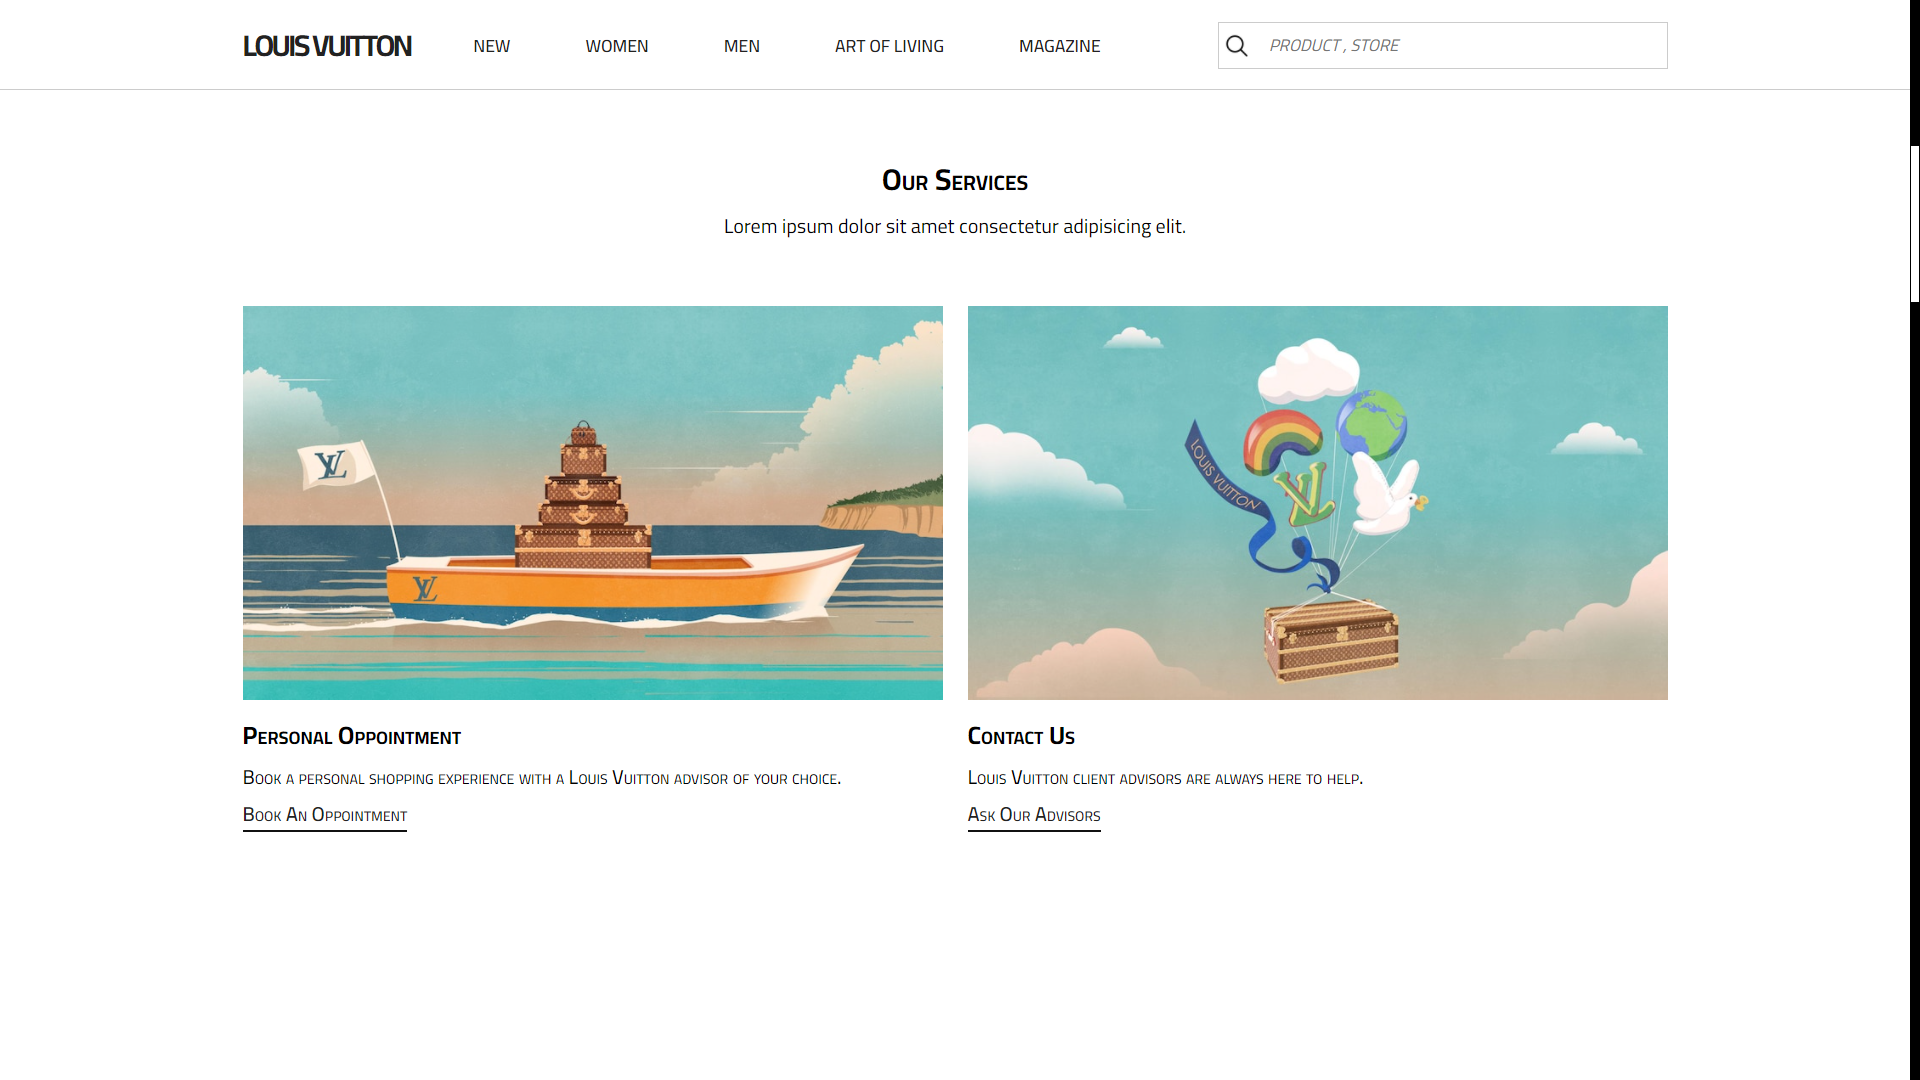 LOUIS VUITTON NEW WOMEN MEN ART OF LIVING MAGAZINE PRODUCT , STORE
Our Services
Lorem ipsum dolor sit amet consectetur adipisicing elit.
LV
LV
LOUIS VUITTON
LV
Personal Oppointment
Book a personal shopping experience with a Louis Vuitton advisor of your choice.
Book An Oppointment
Contact Us
Louis Vuitton client advisors are always here to help.
Ask Our Advisors